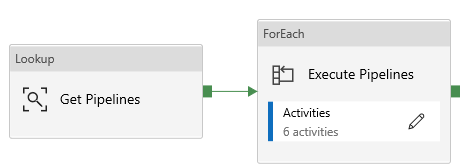 Lookup
Get Pipelines
ForEach
Execute Pipelines
Activities
6 activities